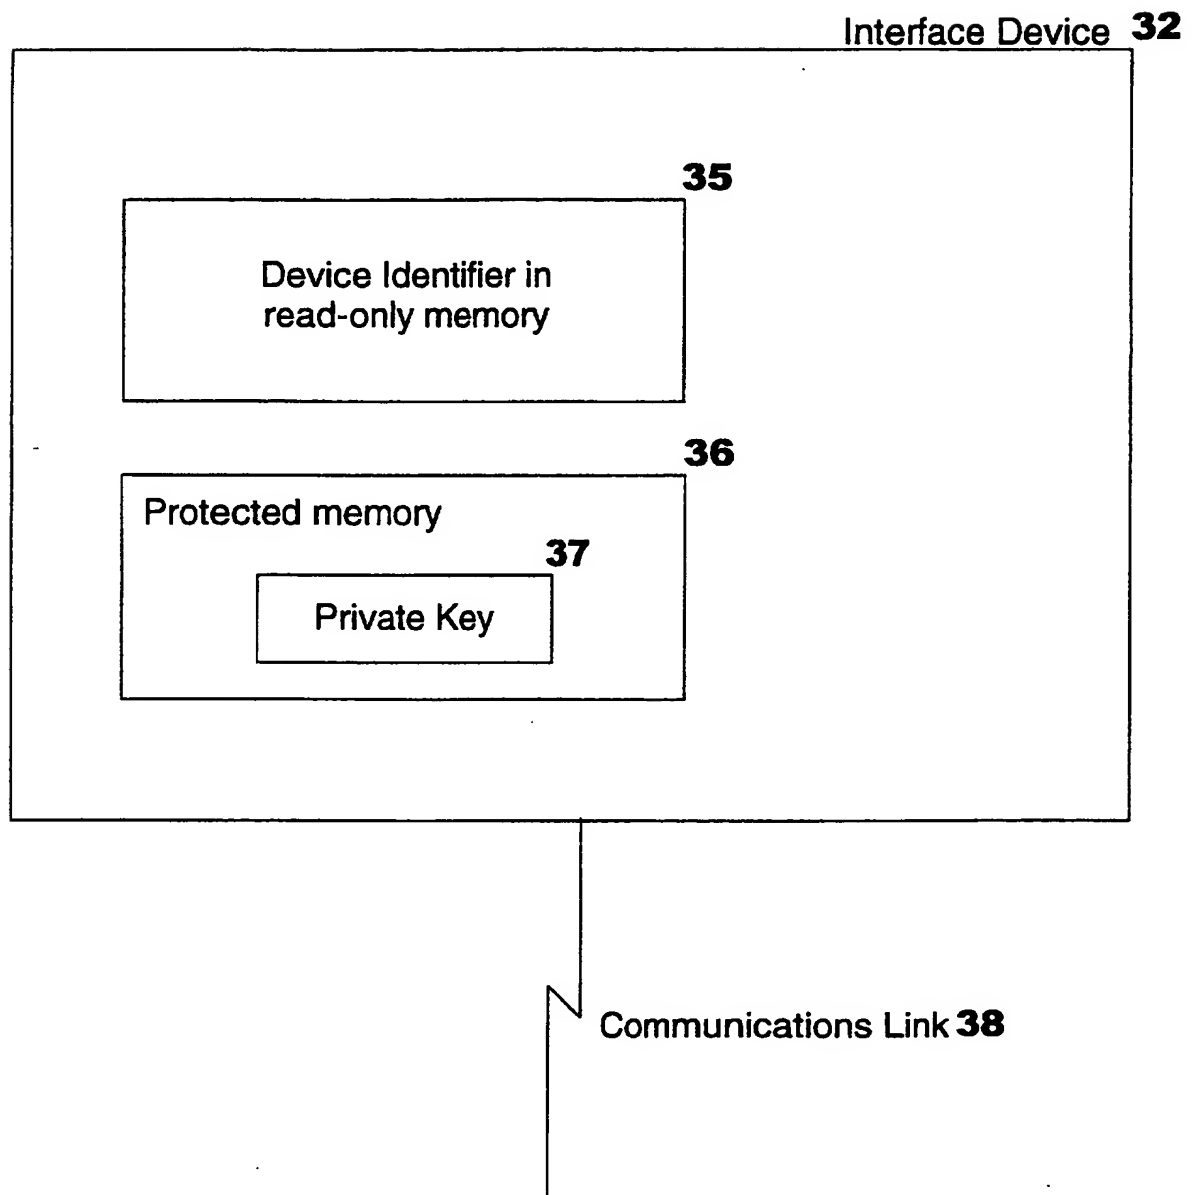 Interface Device 32
35
Device Identifier in
read-only memory
36
Protected memory
37
Private Key
Communications Link 38